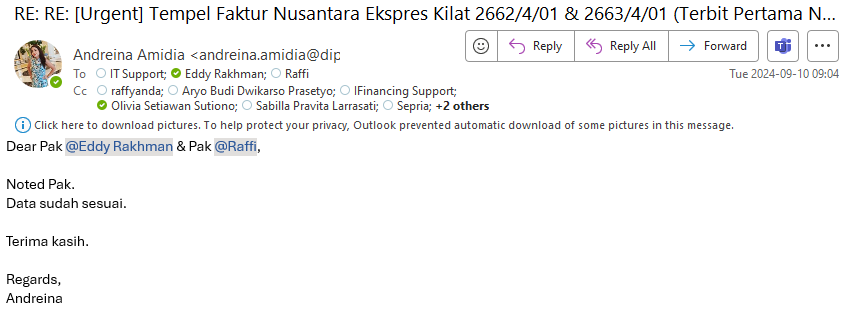 RE: RE: [Urgent] Tempel Faktur Nusantara Ekspres Kilat 2662/4/01 & 2663/4/01 (Terbit Pertama N...
Andreina Amidia <andreina.amidia@dip
Reply
Reply All
Forward
To IT Support; Eddy Rakhman; Raffi
Tue 2024-09-10 09:04
Cc raffyanda; Aryo Budi Dwikarso Prasetyo; IFinancing Support;
Olivia Setiawan Sutiono; Sabilla Pravita Larrasati; Sepria; +2 others
Click here to download pictures. To help protect your privacy, Outlook prevented automatic download of some pictures in this message.
Dear Pak @Eddy Rakhman & Pak @Raffi,
Noted Pak.
Data sudah sesuai.
Terima kasih.
Regards,
Andreina